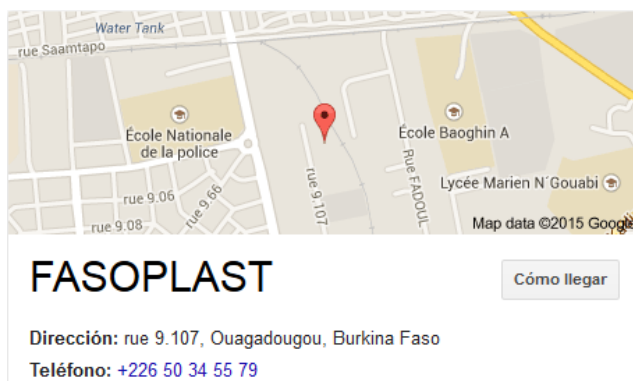 Water Tank
rue Saamtapo
École Nationale
de la police
École Baoghin A
Rue FADOUL
Lycée Marien N'Gouabi
rue 9.107
rue 9.06
rue 9.66
rue 9.08
Map data ©2015 Google
FASOPLAST
Cómo llegar
Dirección: rue 9.107, Ouagadougou, Burkina Faso
Teléfono: +226 50 34 55 79